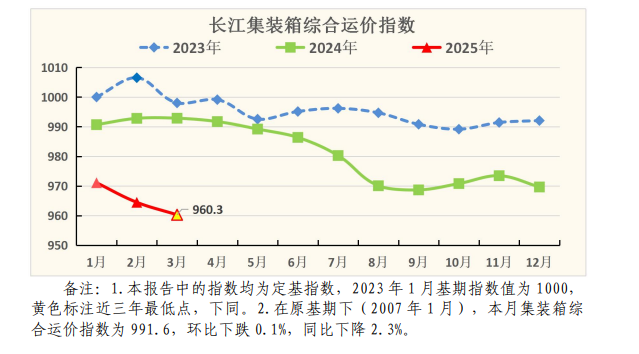 长江集装箱综合运价指数
2023年 2024年 2025年
1010
1000
990
980
970
960
950
960.3
1月 2月 3月 4月 5月 6月 7月 8月 9月 10月 11月 12月
备注：1.本报告中的指数均为定基指数，2023 年 1 月基期指数值为 1000，
黄色标注近三年最低点，下同。2.在原基期下（2007 年 1 月），本月集装箱综
合运价指数为 991.6，环比下跌 0.1%，同比下降 2.3%。